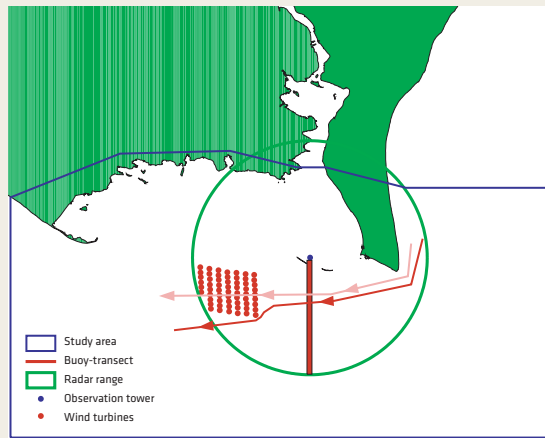 Study area
Buoy-transect
Radar range
Observation tower
Wind turbines